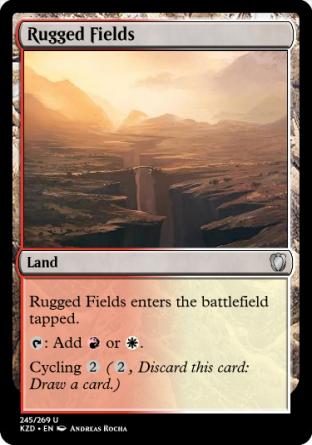 Rugged Fields
Land
Rugged Fields enters the battlefield
tapped.
: Add or .
Cycling 2 ( 2 , Discard this card:
Draw a card.)
245/269 U
KZD • EN Andreas Rocha